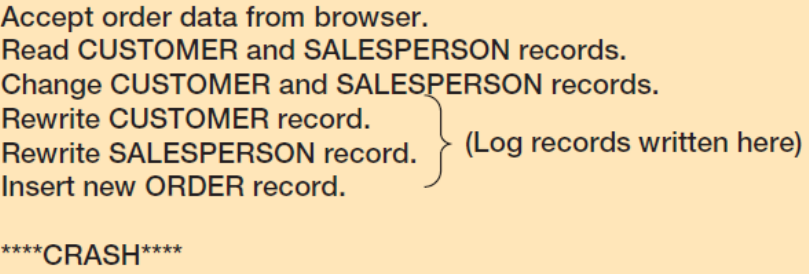 Accept order data from browser.
Read CUSTOMER and SALESPERSON records.
Change CUSTOMER and SALESPERSON records.
Rewrite CUSTOMER record.
Rewrite SALESPERSON record.
(Log records written here)
Insert new ORDER record.
****CRASH****